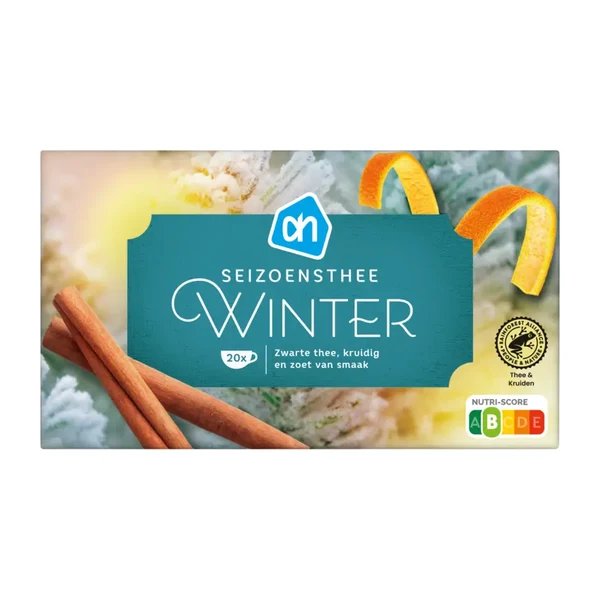 ah
SEIZOENSTHEE
WINTER
20x
Zwarte thee, kruidig
en zoet van smaak
RAINFOREST ALLIANCE
PEOPLE & NATURE
Thee &
Kruiden
NUTRI-SCORE
A B C D E